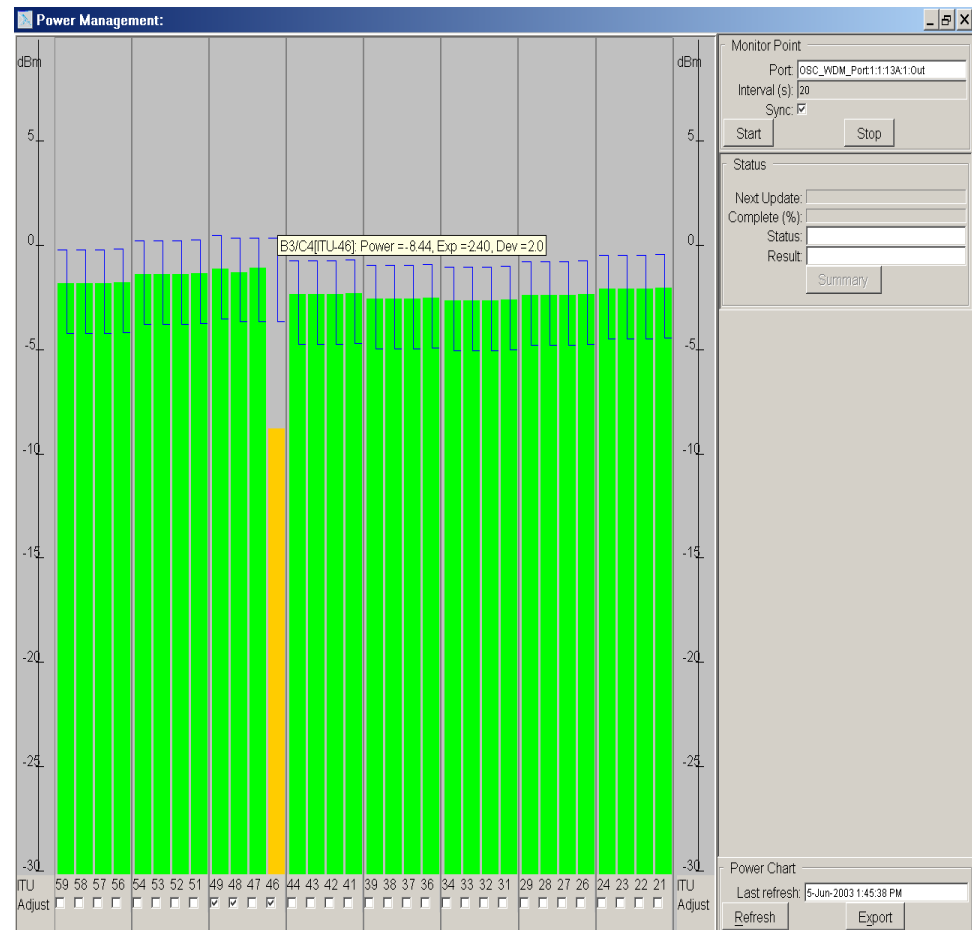 Power Management:
dBm
5
0
-5
-10
-15
-20
-25
-30
B3/C4[ITU-46]: Power =-8.44, Exp =-2.40, Dev =2.0
dBm
5
0
-5
-10
-15
-20
-25
-30
ITU 59 58 57 56 54 53 52 51 49 48 47 46 44 43 42 41 39 38 37 36 34 33 32 31 29 28 27 26 24 23 22 21 ITU
Adjust Adjust
Monitor Point
Port: OSC_WDM_Port:1:1:13A:1:Out
Interval (s): 20
Sync:
Start Stop
Status
Next Update:
Complete (%):
Status:
Result:
Summary
Power Chart
Last refresh: 5-Jun-2003 1:45:38 PM
Refresh Export